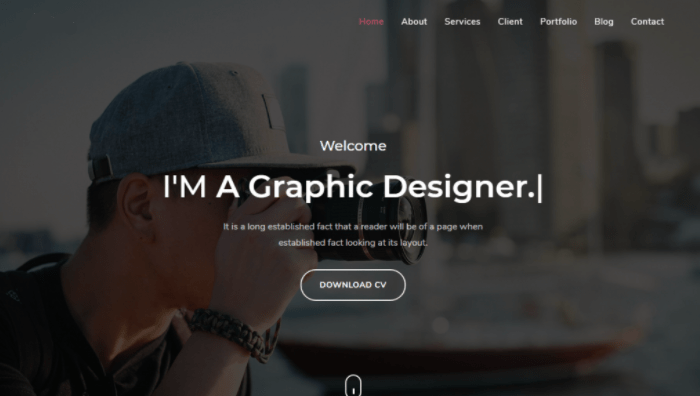 Home About Services Client Portfolio Blog Contact
Welcome
I'M A Graphic Designer.|
It is a long established fact that a reader will be of a page when
established fact looking at its layout.
DOWNLOAD CV